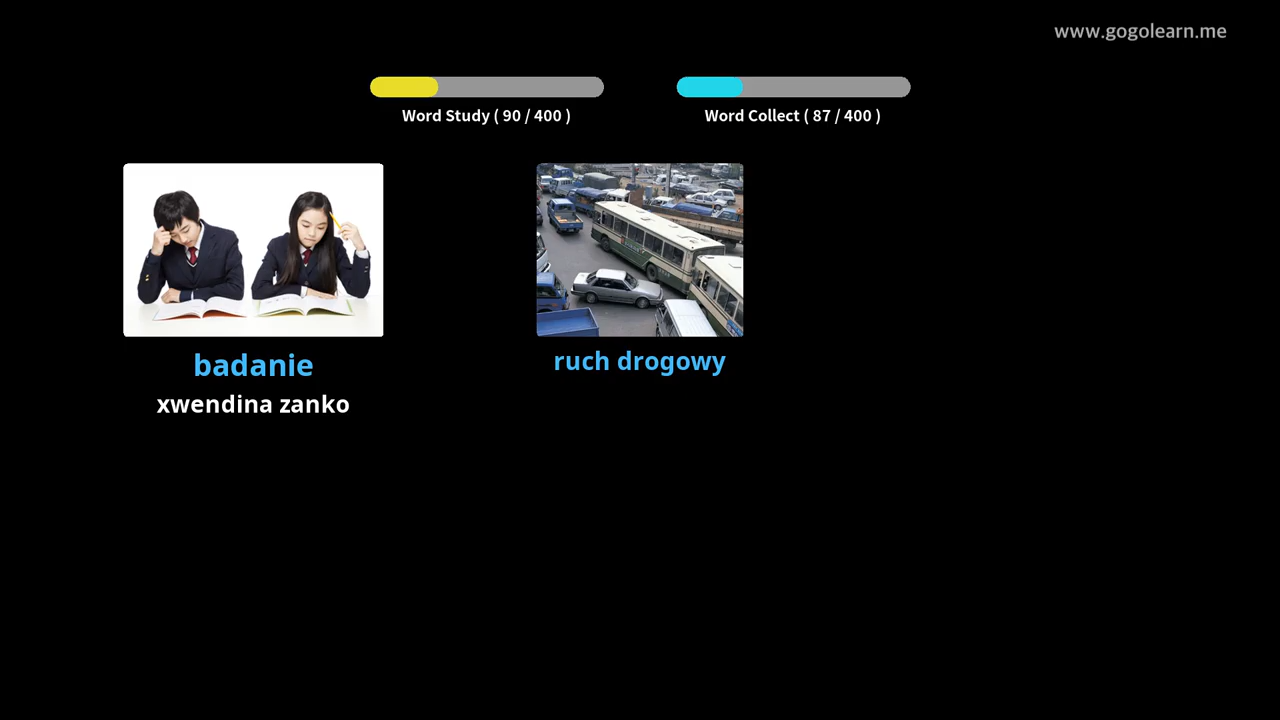 www.gogolearn.me
Word Study ( 90 / 400 )
Word Collect ( 87 / 400 )
badanie
xwendina zanko
ruch drogowy